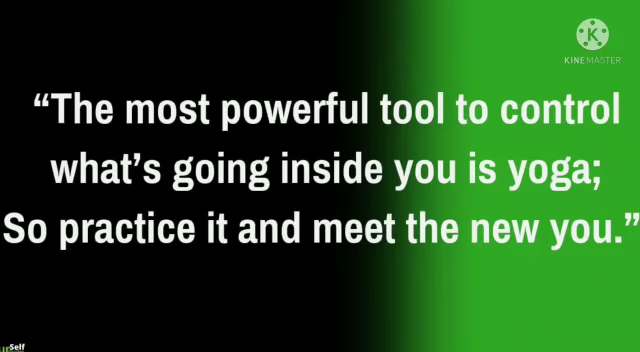 KINEMASTER
“The most powerful tool to control
what’s going inside you is yoga;
So practice it and meet the new you.”
urSelf